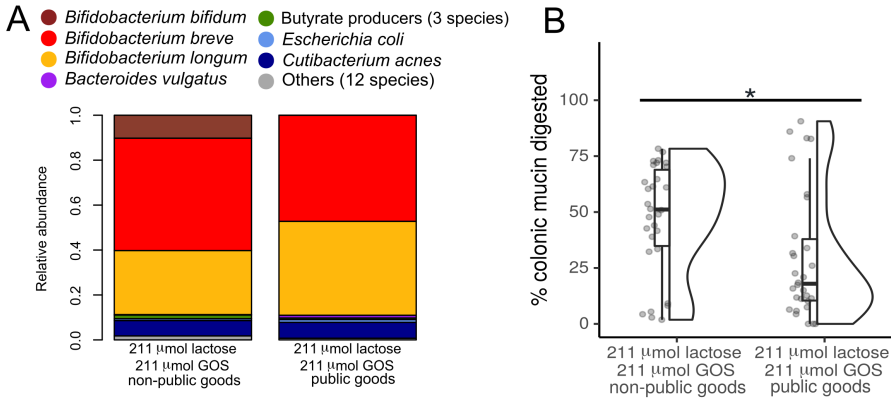 A
Bifidobacterium bifidum
Bifidobacterium breve
Bifidobacterium longum
Bacteroides vulgatus
Butyrate producers (3 species)
Escherichia coli
Cutibacterium acnes
Others (12 species)
Relative abundance
1.0
0.8
0.6
0.4
0.2
0.0
211 μmol lactose
211 μmol GOS
non-public goods
211 μmol lactose
211 μmol GOS
public goods
B
% colonic mucin digested
100
75
50
25
0
*
211 μmol lactose
211 μmol GOS
non-public goods
211 μmol lactose
211 μmol GOS
public goods